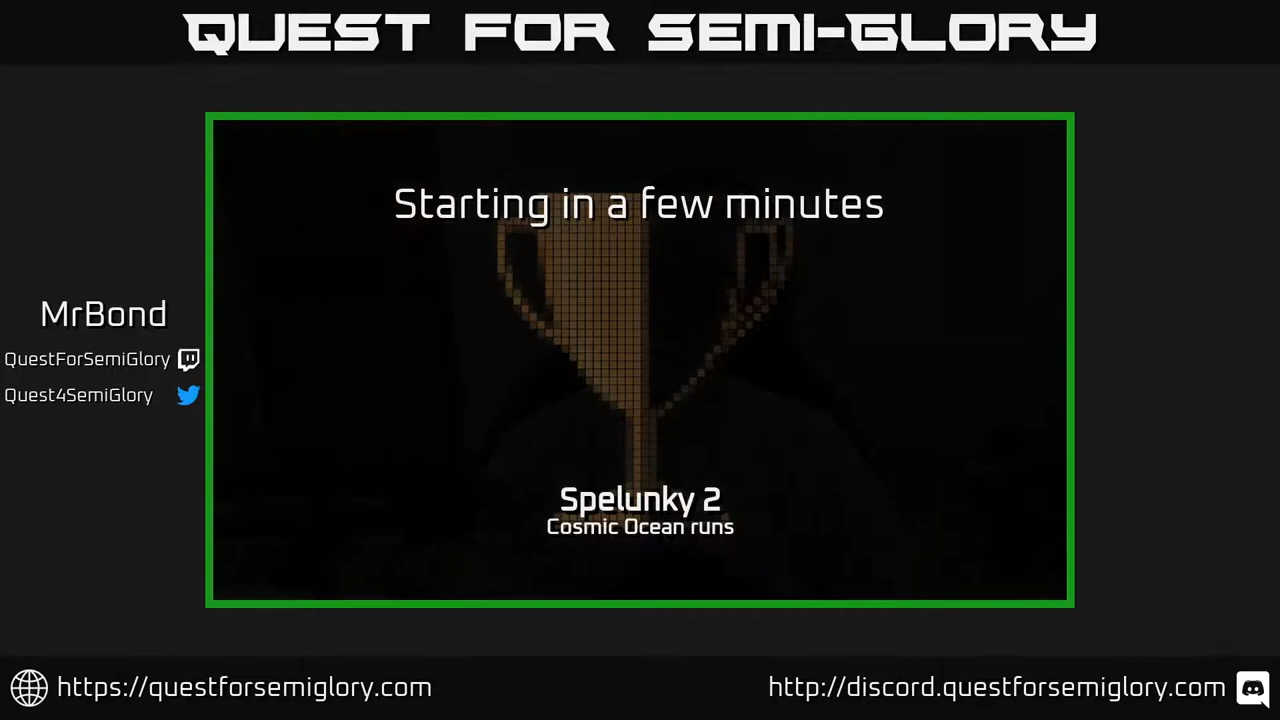 QUEST FOR SEMI-GLORY
Starting in a few minutes
MrBond
QuestForSemiGlory
Quest4SemiGlory
Spelunky 2
Cosmic Ocean runs
https://questforsemiglory.com
http://discord.questforsemiglory.com